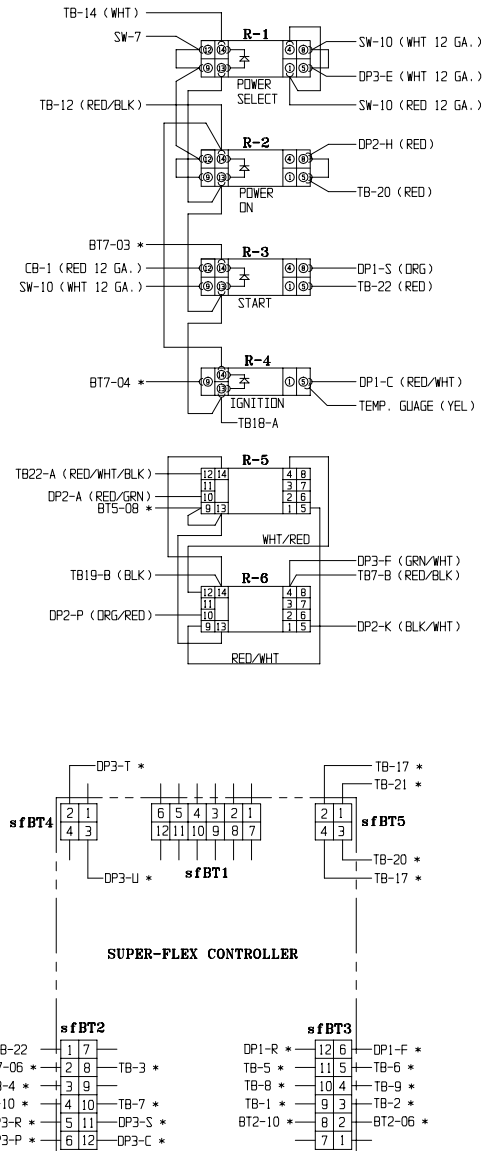 TB-14 (WHT)
SW-7
R-1
12 14 4 8
9 13 1 5
SW-10 (WHT 12 GA.)
DP3-E (WHT 12 GA.)
SW-10 (RED 12 GA.)
POWER
SELECT
TB-12 (RED/BLK)
R-2
12 14 4 8
9 13 1 5
DP2-H (RED)
TB-20 (RED)
POWER
ON
BT7-03 *
R-3
CB-1 (RED 12 GA.)
12 14 4 8
DP1-S (ORG)
SW-10 (WHT 12 GA.)
9 13 1 5
TB-22 (RED)
START
R-4
BT7-04 *
9 14 13 1 5
DP1-C (RED/WHT)
IGNITION
TEMP. GUAGE (YEL)
TB18-A
R-5
TB22-A (RED/WHT/BLK)
12 14 4 8
11 3 7
DP2-A (RED/GRN)
10 2 6
BT5-08 *
9 13 1 5
WHT/RED
DP3-F (GRN/WHT)
TB19-B (BLK)
R-6
TB7-B (RED/BLK)
12 14 4 8
11 3 7
DP2-P (ORG/RED)
10 2 6
9 13 1 5
DP2-K (BLK/WHT)
RED/WHT
DP3-T *
TB-17 *
TB-21 *
sfBT4
2 1
4 3
6 5 4 3 2 1
12 11 10 9 8 7
sfBT1
2 1
4 3
sfBT5
DP3-U *
TB-20 *
TB-17 *
SUPER-FLEX CONTROLLER
sfBT2
B-22 1 7
7-06 * 2 8 TB-3 *
-4 * 3 9
-10 * 4 10 TB-7 *
P3-R * 5 11 DP3-S *
3-P * 6 12 DP3-C *
sfBT3
DP1-R * 12 6 DP1-F *
TB-5 * 11 5 TB-6 *
TB-8 * 10 4 TB-9 *
TB-1 * 9 3 TB-2 *
BT2-10 * 8 2 BT2-06 *
7 1